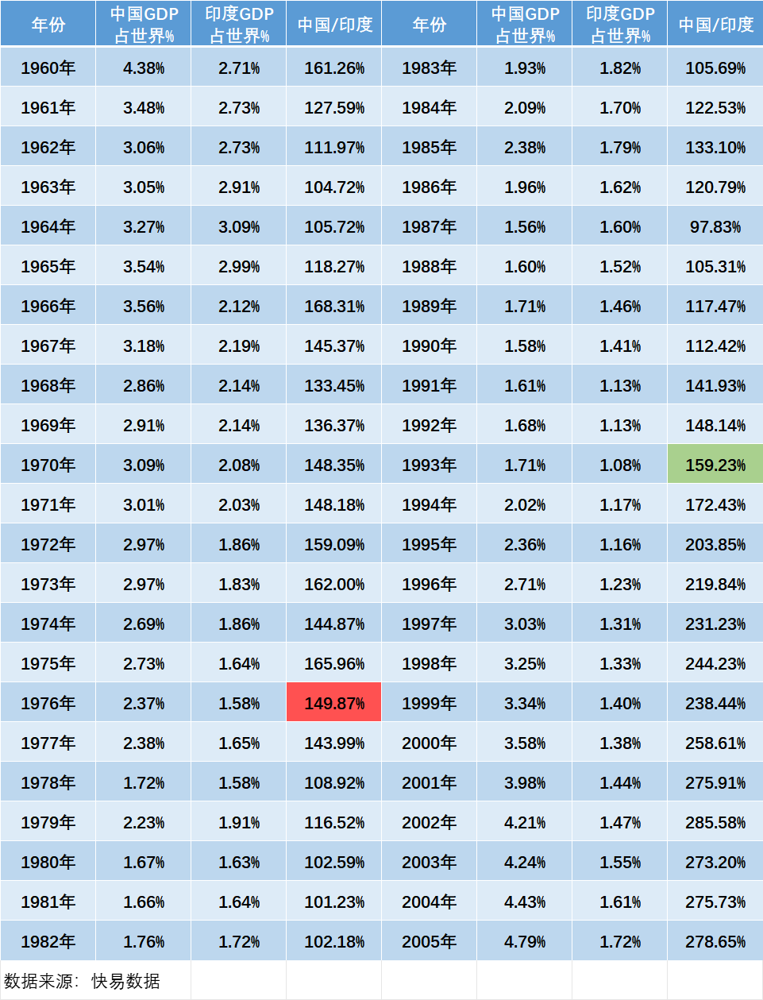 年份 中国GDP占世界% 印度GDP占世界% 中国/印度 年份 中国GDP占世界% 印度GDP占世界% 中国/印度
1960年 4.38% 2.71% 161.26% 1983年 1.93% 1.82% 105.69%
1961年 3.48% 2.73% 127.59% 1984年 2.09% 1.70% 122.53%
1962年 3.06% 2.73% 111.97% 1985年 2.38% 1.79% 133.10%
1963年 3.05% 2.91% 104.72% 1986年 1.96% 1.62% 120.79%
1964年 3.27% 3.09% 105.72% 1987年 1.56% 1.60% 97.83%
1965年 3.54% 2.99% 118.27% 1988年 1.60% 1.52% 105.31%
1966年 3.56% 2.12% 168.31% 1989年 1.71% 1.46% 117.47%
1967年 3.18% 2.19% 145.37% 1990年 1.58% 1.41% 112.42%
1968年 2.86% 2.14% 133.45% 1991年 1.61% 1.13% 141.93%
1969年 2.91% 2.14% 136.37% 1992年 1.68% 1.13% 148.14%
1970年 3.09% 2.08% 148.35% 1993年 1.71% 1.08% 159.23%
1971年 3.01% 2.03% 148.18% 1994年 2.02% 1.17% 172.43%
1972年 2.97% 1.86% 159.09% 1995年 2.36% 1.16% 203.85%
1973年 2.97% 1.83% 162.00% 1996年 2.71% 1.23% 219.84%
1974年 2.69% 1.86% 144.87% 1997年 3.03% 1.31% 231.23%
1975年 2.73% 1.64% 165.96% 1998年 3.25% 1.33% 244.23%
1976年 2.37% 1.58% 149.87% 1999年 3.34% 1.40% 238.44%
1977年 2.38% 1.65% 143.99% 2000年 3.58% 1.38% 258.61%
1978年 1.72% 1.58% 108.92% 2001年 3.98% 1.44% 275.91%
1979年 2.23% 1.91% 116.52% 2002年 4.21% 1.47% 285.58%
1980年 1.67% 1.63% 102.59% 2003年 4.24% 1.55% 273.20%
1981年 1.66% 1.64% 101.23% 2004年 4.43% 1.61% 275.73%
1982年 1.76% 1.72% 102.18% 2005年 4.79% 1.72% 278.65%
数据来源：快易数据